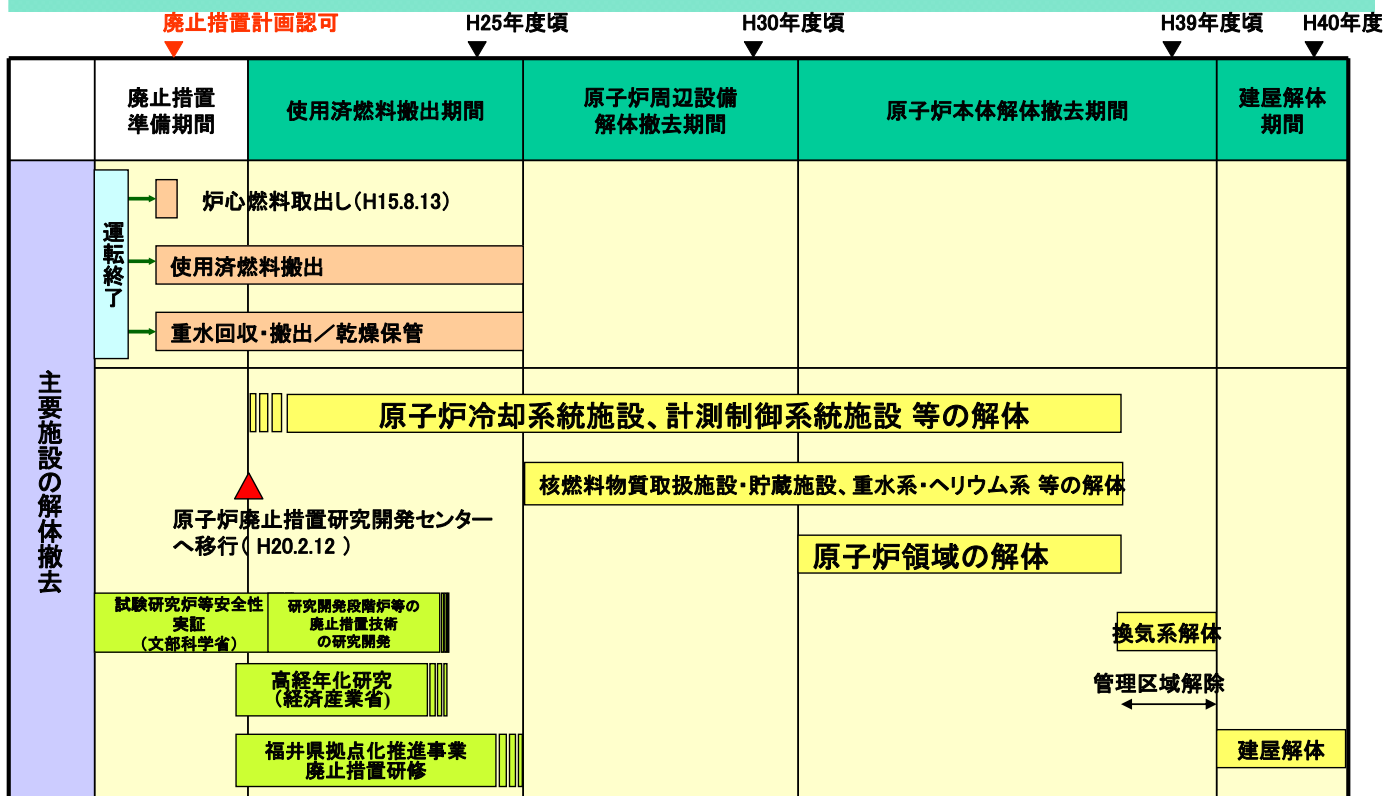 廃止措置計画認可
H25年度頃
H30年度頃
H39年度頃
H40年度
廃止措置
準備期間
使用済燃料搬出期間
原子炉周辺設備
解体撤去期間
原子炉本体解体撤去期間
建屋解体
期間
主要施設の解体撤去
運転終了
炉心燃料取出し(H15.8.13)
使用済燃料搬出
重水回収・搬出／乾燥保管
原子炉冷却系統施設、計測制御系統施設 等の解体
核燃料物質取扱施設・貯蔵施設、重水系・ヘリウム系 等の解体
原子炉廃止措置研究開発センター
へ移行( H20.2.12 )
原子炉領域の解体
試験研究炉等安全性
実証
（文部科学省）
研究開発段階炉等の
廃止措置技術
の研究開発
換気系解体
高経年化研究
（経済産業省)
管理区域解除
福井県拠点化推進事業
廃止措置研修
建屋解体